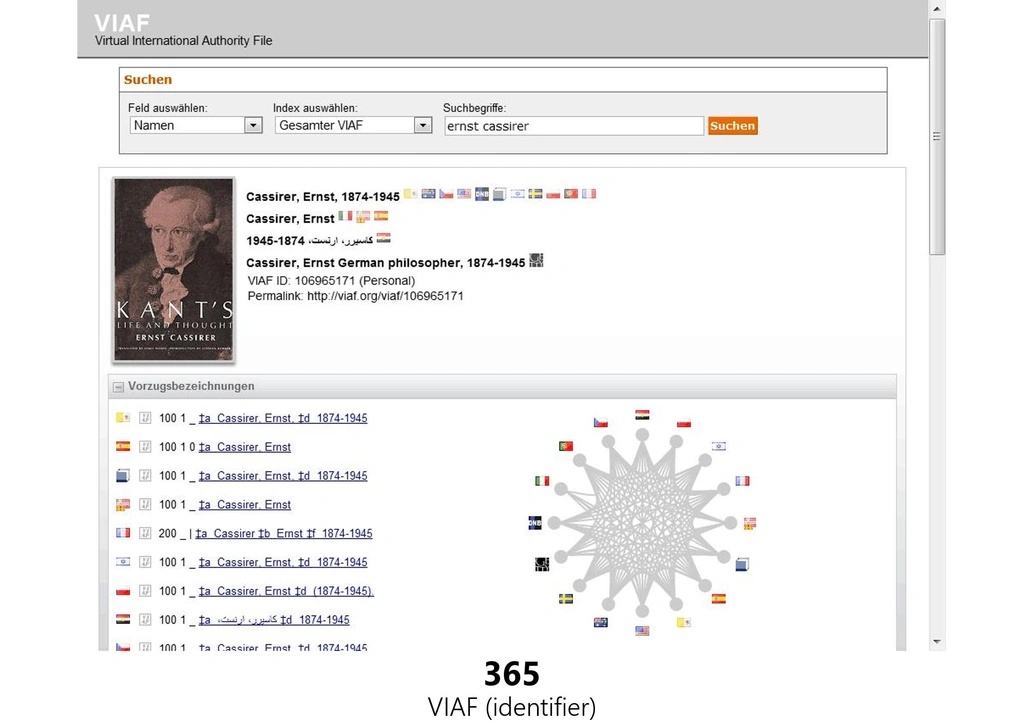 VIAF
Virtual International Authority File
Suchen
Feld auswählen:
Index auswählen:
Suchbegriffe:
Namen
Gesamter VIAF
ernst cassirer
Suchen
KANT'S
LIFE AND THOUGHT
ERNST CASSIRER
Cassirer, Ernst, 1874-1945
DNB
Cassirer, Ernst
كاسيرر، ارنست، 1874-1945
Cassirer, Ernst German philosopher, 1874-1945
VIAF ID: 106965171 (Personal)
Permalink: http://viaf.org/viaf/106965171
Vorzugsbezeichnungen
100 1 _ ‡a Cassirer, Ernst, ‡d 1874-1945
100 1 0 ‡a Cassirer, Ernst
100 1 _ ‡a Cassirer, Ernst, ‡d 1874-1945
100 1 _ ‡a Cassirer, Ernst
200 _ | ‡a Cassirer ‡b Ernst ‡f 1874-1945
100 1 _ ‡a Cassirer, Ernst, ‡d 1874-1945
100 1 _ ‡a Cassirer, Ernst ‡d (1874-1945).
100 1 _ ‡a كاسيرر، ارنست، ‡d 1874-1945
100 1 _ ‡a Cassirer, Ernst, ‡d 1874-1945
DNB
365
VIAF (identifier)